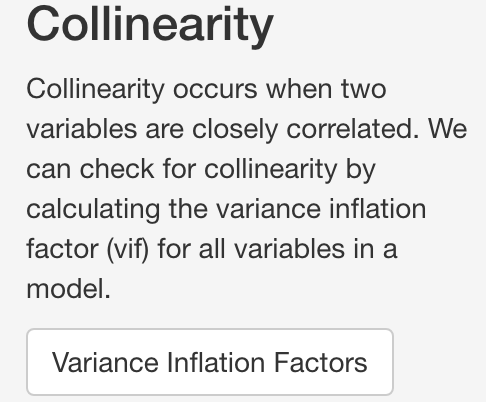 Collinearity
Collinearity occurs when two
variables are closely correlated. We
can check for collinearity by
calculating the variance inflation
factor (vif) for all variables in a
model.
Variance Inflation Factors